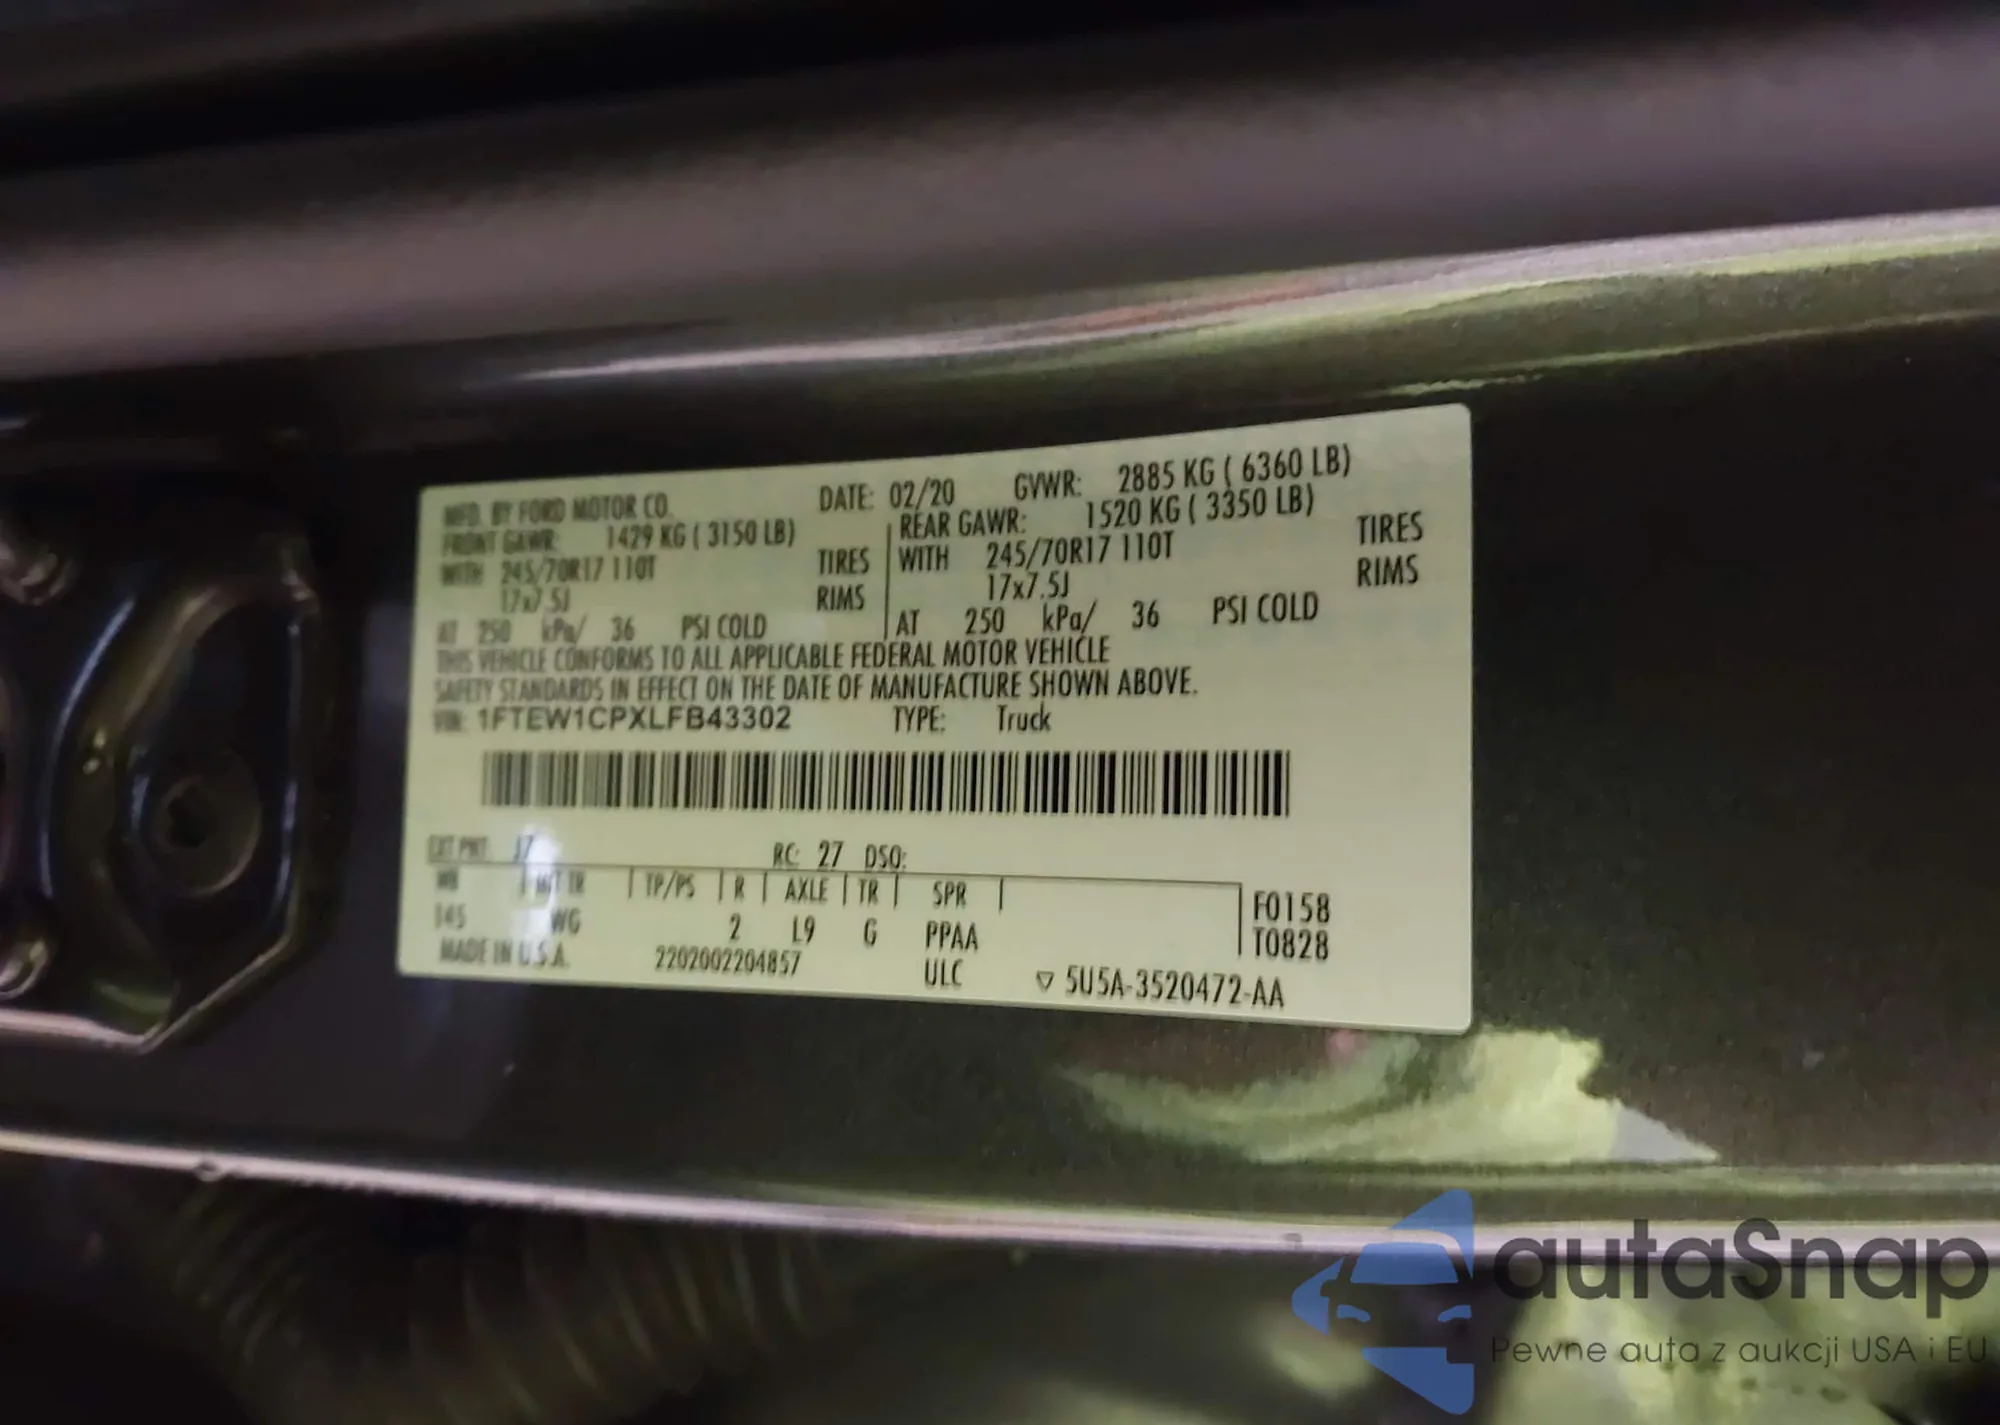 MFD. BY FORD MOTOR CO. DATE: 02/20 GVWR: 2885 KG ( 6360 LB)
FRONT GAWR: 1429 KG ( 3150 LB) REAR GAWR: 1520 KG ( 3350 LB)
WITH 245/70R17 110T TIRES WITH 245/70R17 110T TIRES
17x7.5J RIMS 17x7.5J RIMS
AT 250 kPa/ 36 PSI COLD AT 250 kPa/ 36 PSI COLD
THIS VEHICLE CONFORMS TO ALL APPLICABLE FEDERAL MOTOR VEHICLE
SAFETY STANDARDS IN EFFECT ON THE DATE OF MANUFACTURE SHOWN ABOVE.
VIN: 1FTEW1CPXLFB43302 TYPE: Truck
EXT PNT: J7 RC: 27 DSO:
WB INT TR TP/PS R AXLE TR SPR F0158
145 WG 2 L9 G PPAA T0828
MADE IN U.S.A. 2202002204857 ULC ▽ 5U5A-3520472-AA
autaSnap
Pewne auta z aukcji USA i EU